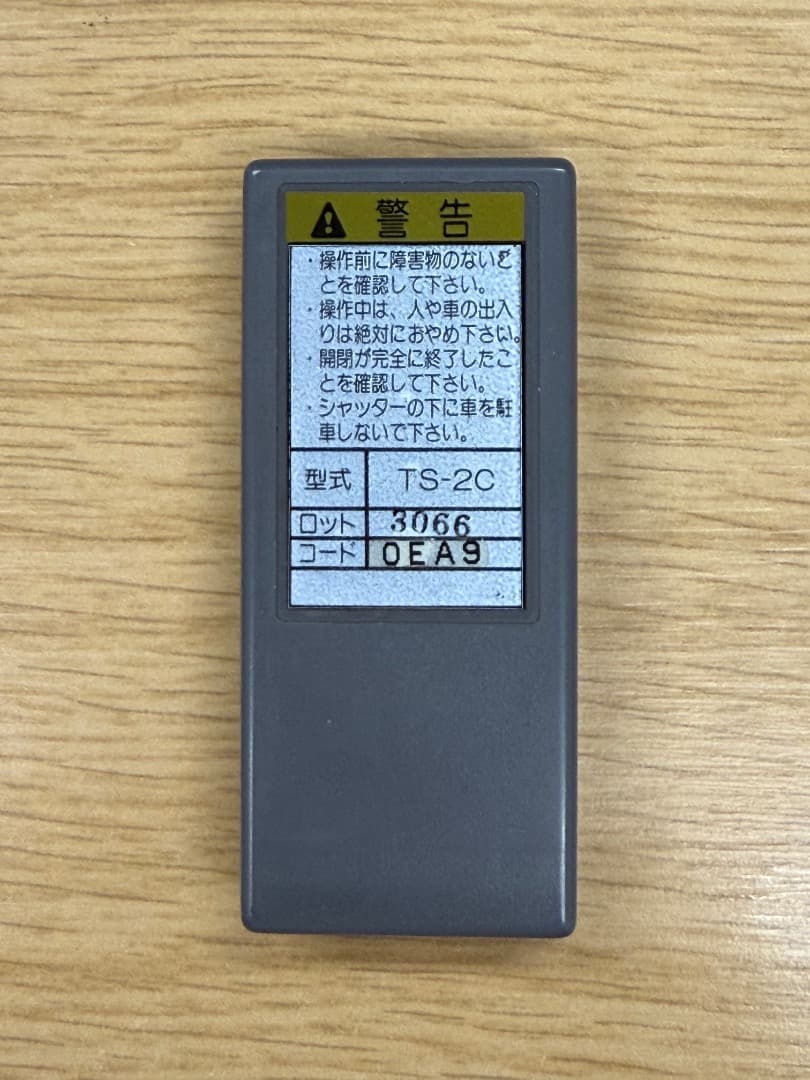 警告
・操作前に障害物のないこ
とを確認して下さい。
・操作中は、人や車の出入
りは絶対におやめ下さい。
・開閉が完全に終了したこ
とを確認して下さい。
・シャッターの下に車を駐
車しないで下さい。
型式 TS-2C
ロット 3066
コード 0EA9